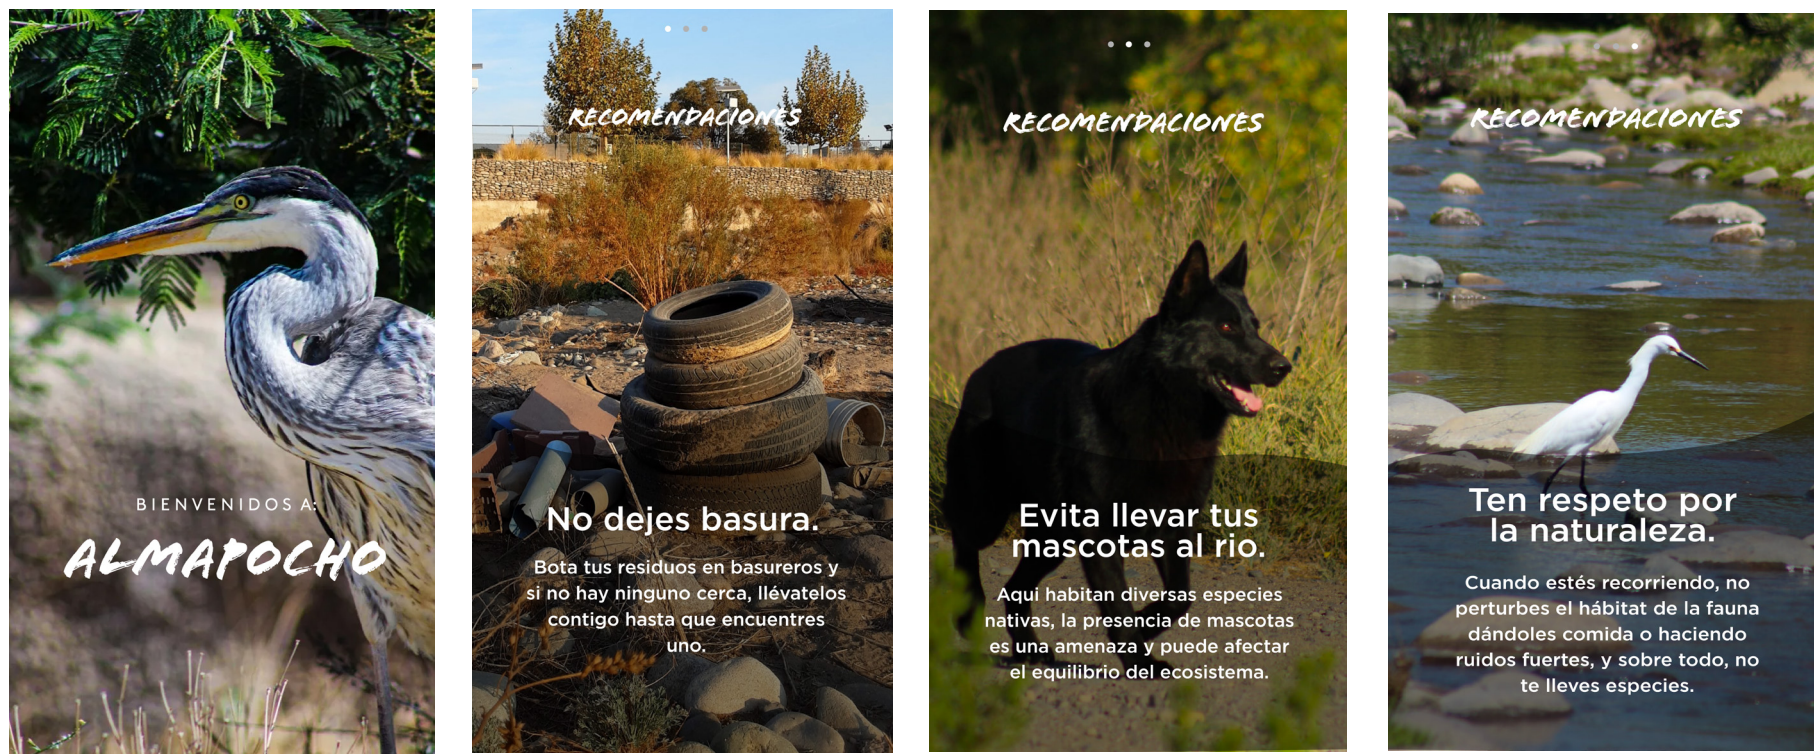 BIENVENIDOS A:
ALMAPOCHO
RECOMENDACIONES
No dejes basura.
Bota tus residuos en basureros y
si no hay ninguno cerca, llévatelos
contigo hasta que encuentres
uno.
RECOMENDACIONES
Evita llevar tus
mascotas al rio.
Aqui habitan diversas especies
nativas, la presencia de mascotas
es una amenaza y puede afectar
el equilibrio del ecosistema.
RECOMENDACIONES
Ten respeto por
la naturaleza.
Cuando estés recorriendo, no
perturbes el hábitat de la fauna
dándoles comida o haciendo
ruidos fuertes, y sobre todo, no
te lleves especies.